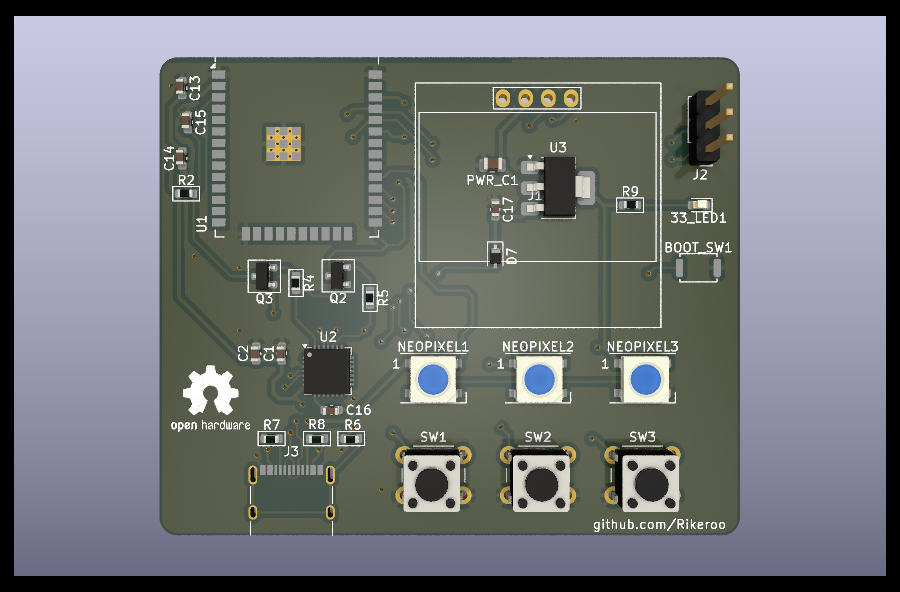 C13
C15
C14
R2
U1
PWR_C1
C17
U3
J1
D7
R9
J2
33_LED1
BOOT_SW1
Q3
R4
Q2
R5
C2
C1
U2
C16
NEOPIXEL1
1
NEOPIXEL2
1
NEOPIXEL3
1
open hardware
R7
R8
R6
J3
SW1
SW2
SW3
github.com/Rikeroo